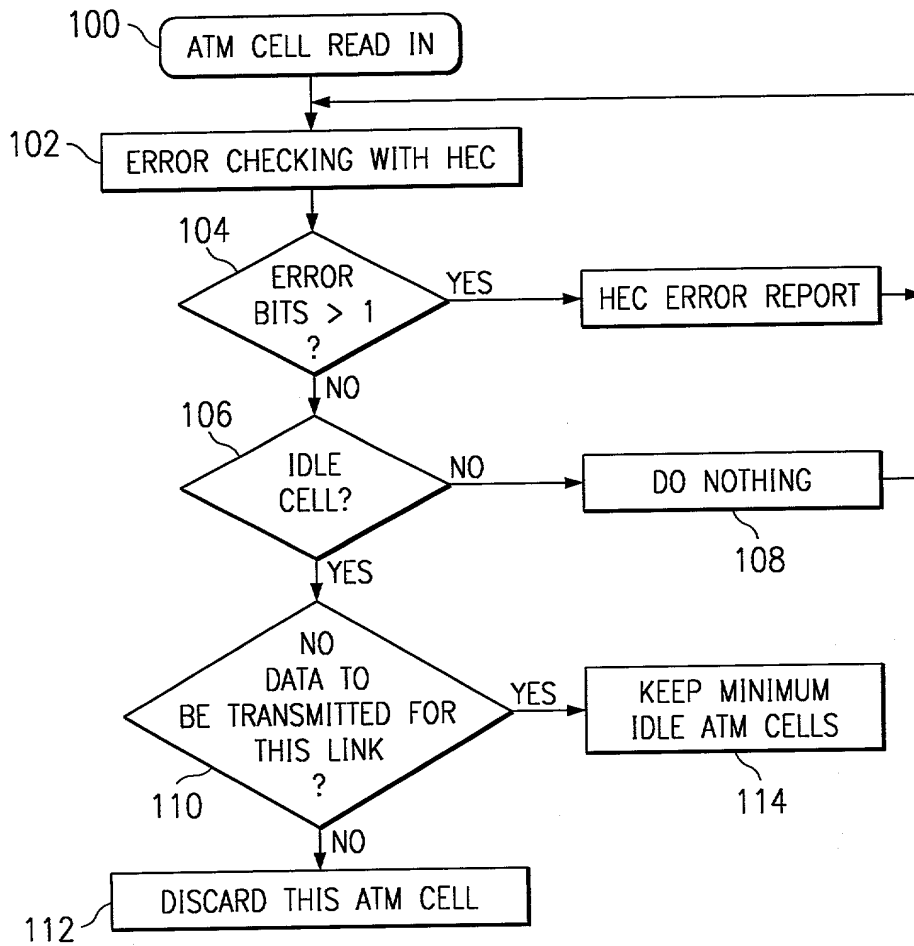 100
ATM CELL READ IN
102
ERROR CHECKING WITH HEC
104
ERROR
BITS > 1
?
YES
HEC ERROR REPORT
NO
106
IDLE
CELL?
NO
DO NOTHING
108
YES
NO
DATA TO
BE TRANSMITTED FOR
THIS LINK
?
YES
KEEP MINIMUM
IDLE ATM CELLS
110
114
NO
DISCARD THIS ATM CELL
112